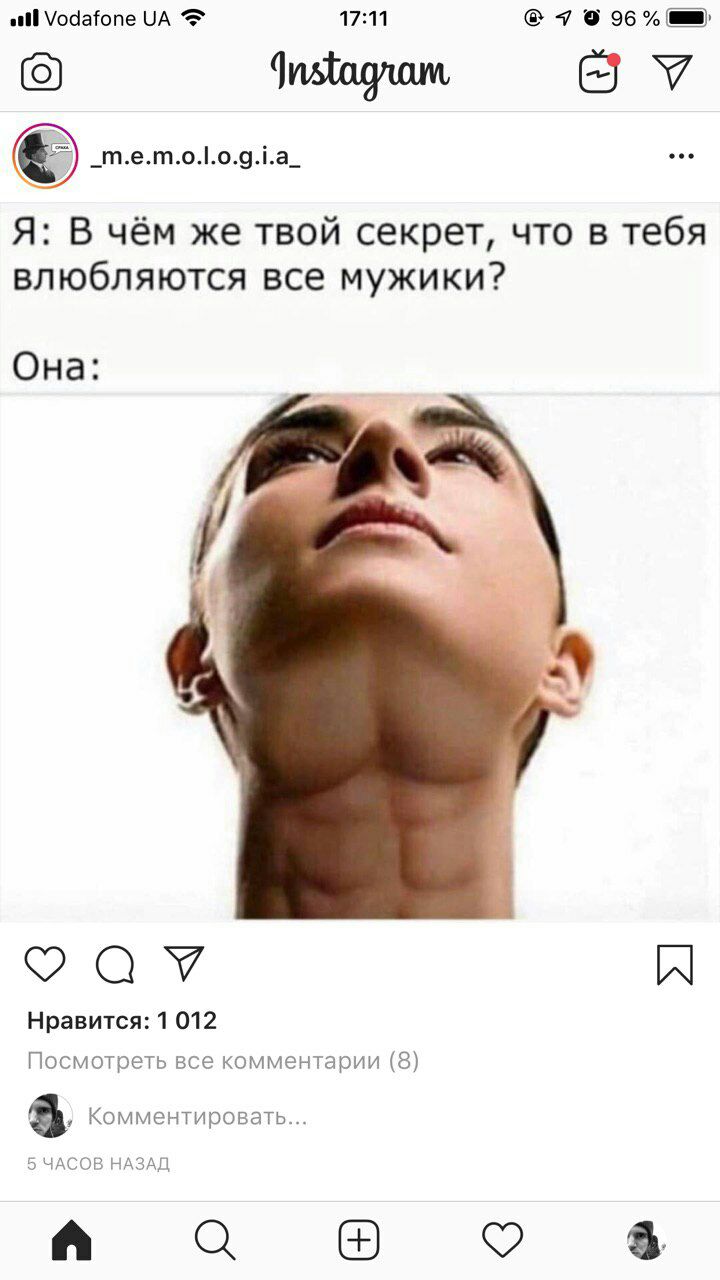 Vodafone UA 17:11 96 %
Instagram
_m.e.m.o.l.o.g.i.a_
Я: В чём же твой секрет, что в тебя
влюбляются все мужики?
Она:
Нравится: 1 012
Посмотреть все комментарии (8)
Комментировать...
5 ЧАСОВ НАЗАД